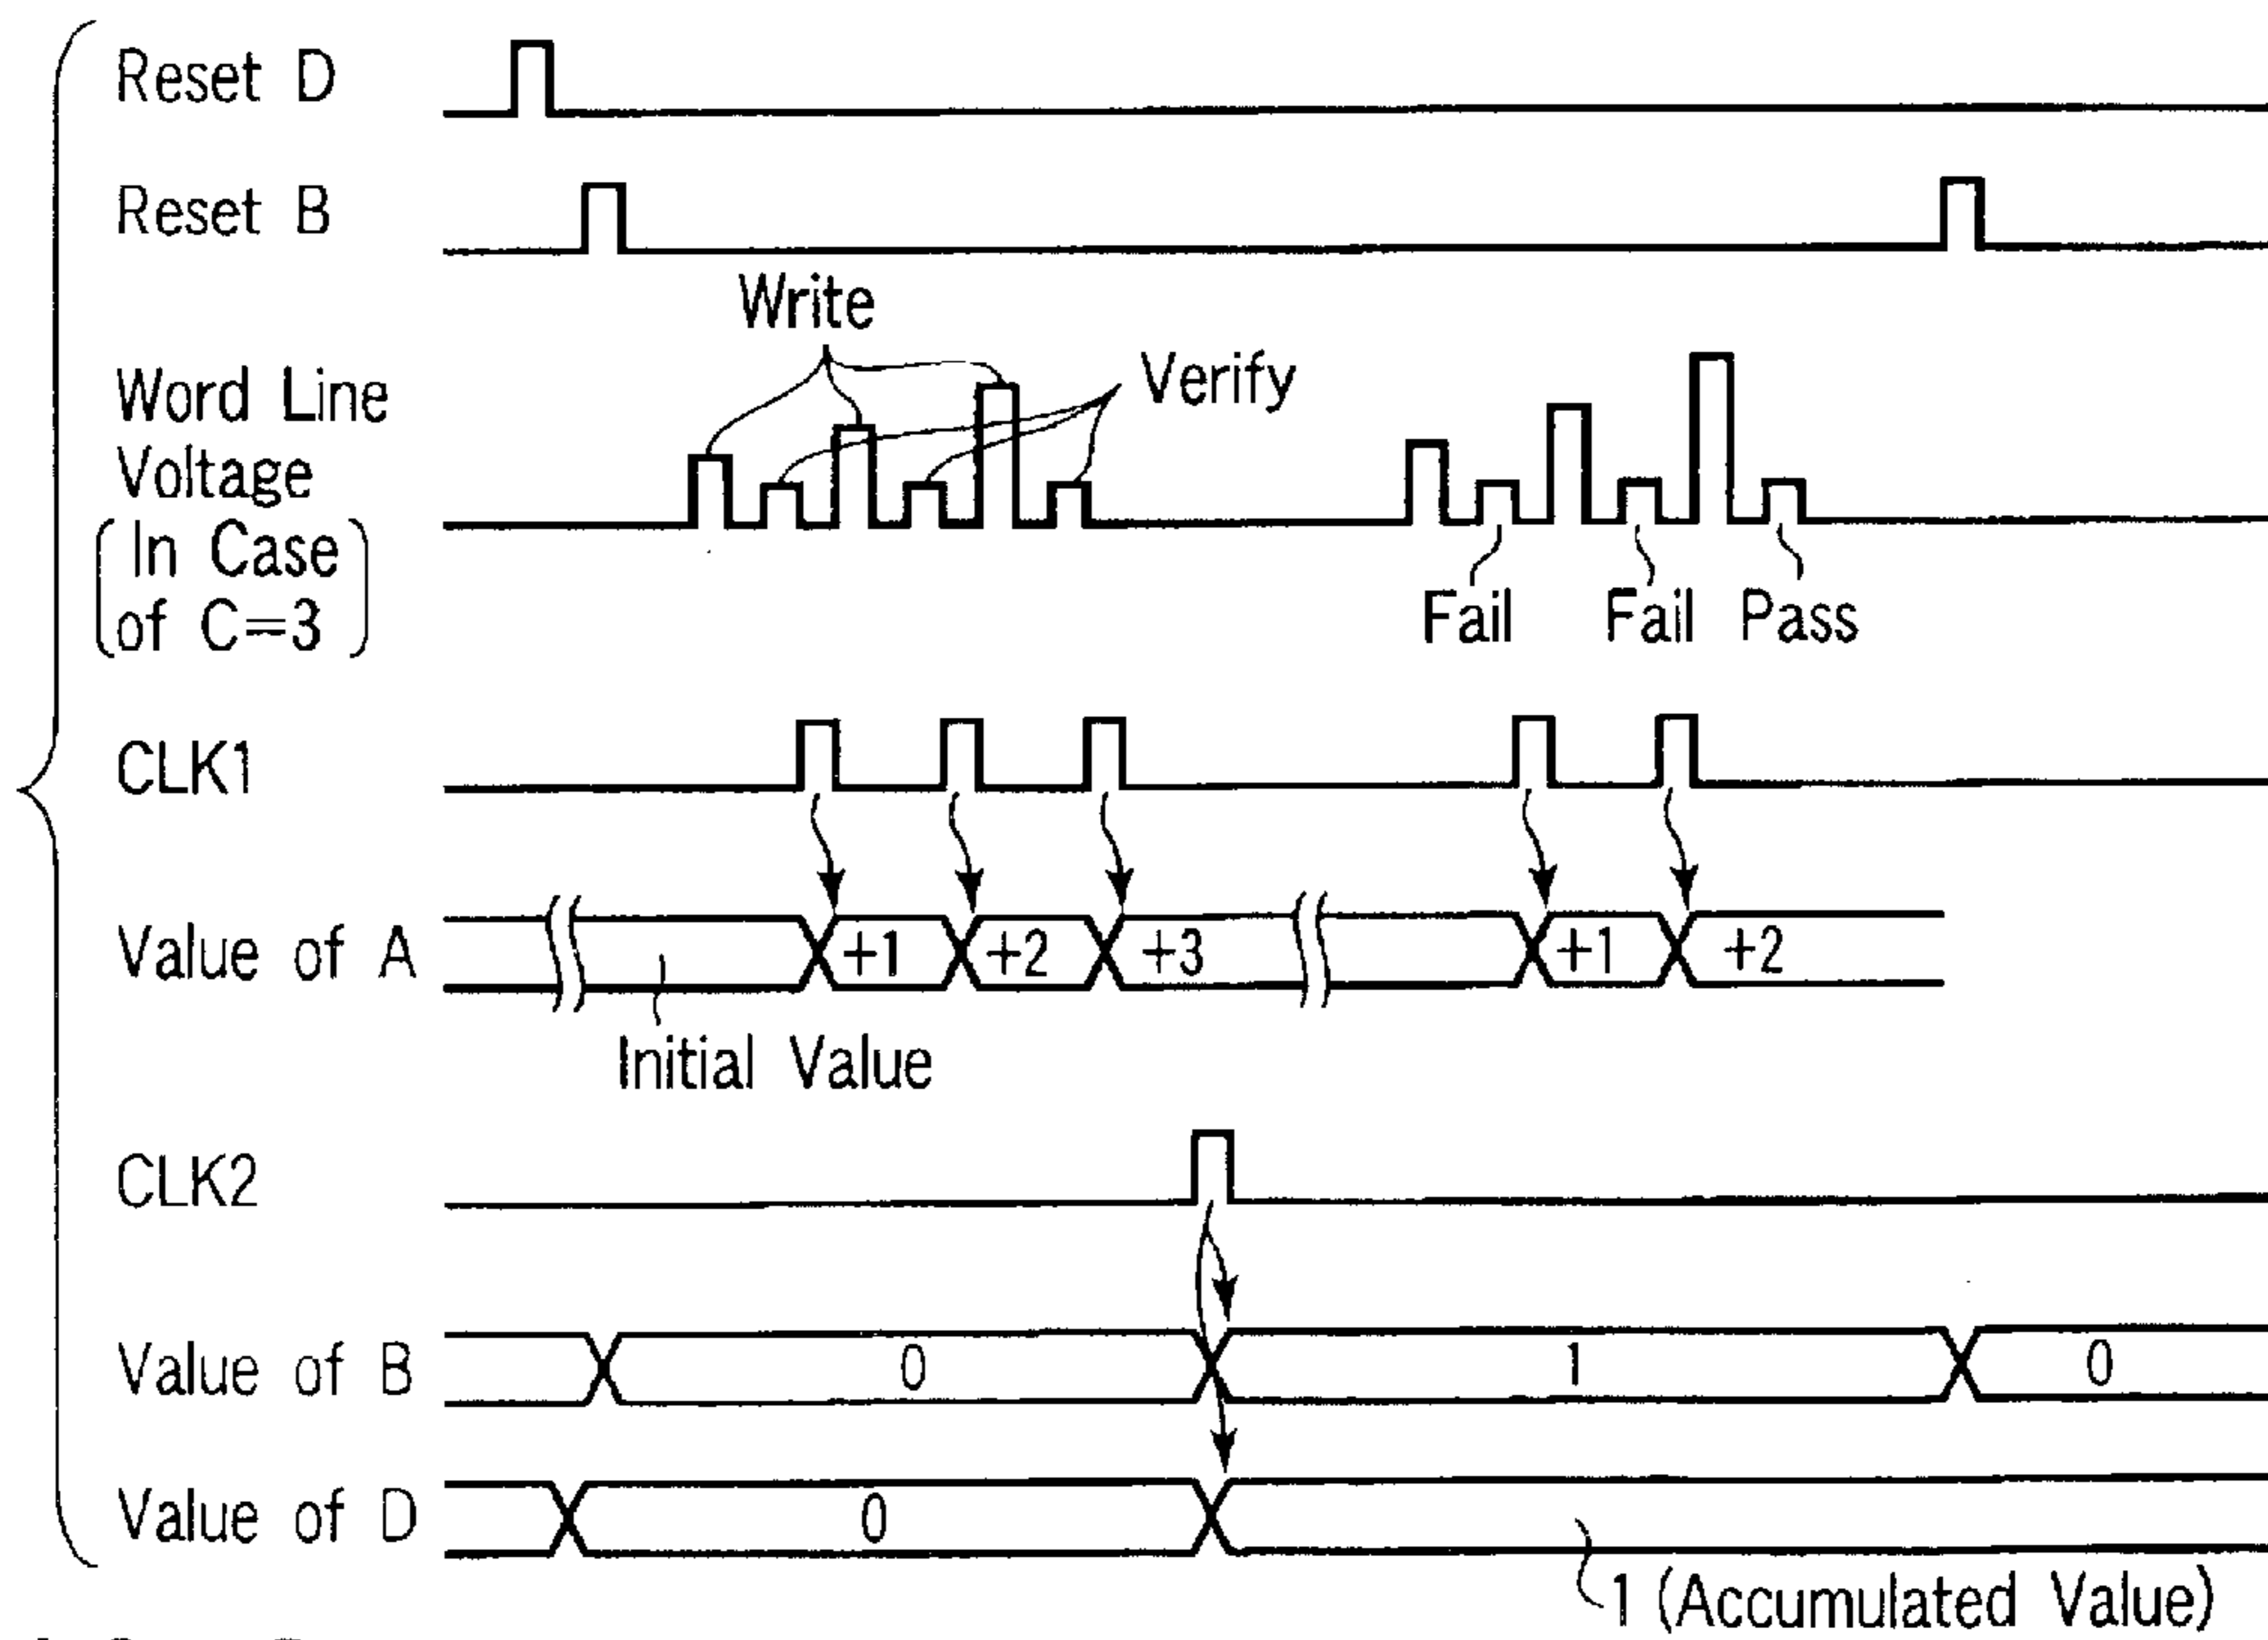 Reset D
Reset B
Write
Verify
Word Line
Voltage
(In Case
of C=3)
Fail
Fail
Pass
CLK1
Value of A
+1
+2
+3
+1
+2
Initial Value
CLK2
Value of B
0
1
0
Value of D
0
1 (Accumulated Value)